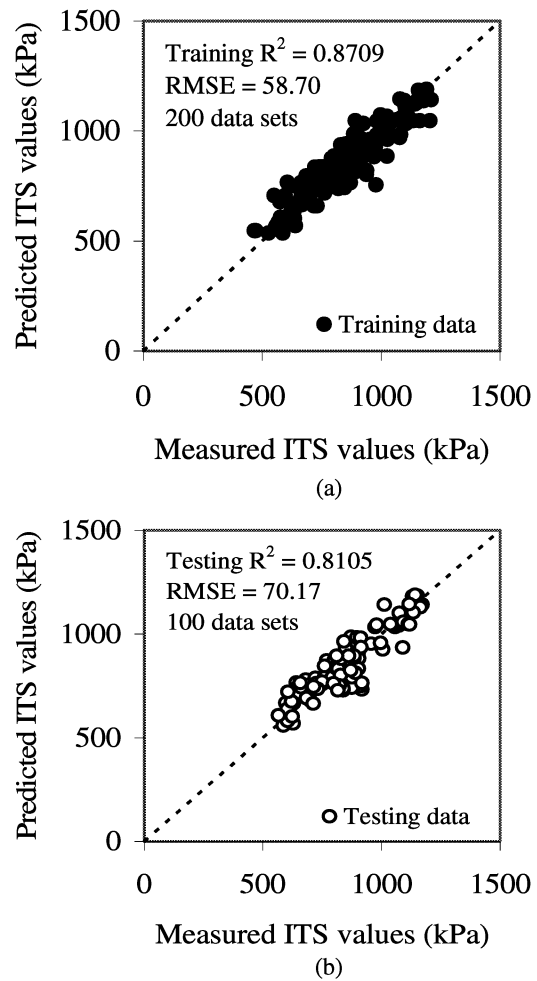 1500
Training R² = 0.8709
RMSE = 58.70
200 data sets
1000
500
0
Predicted ITS values (kPa)
Training data
0 500 1000 1500
Measured ITS values (kPa)
(a)
1500
Testing R² = 0.8105
RMSE = 70.17
100 data sets
1000
500
0
Predicted ITS values (kPa)
Testing data
0 500 1000 1500
Measured ITS values (kPa)
(b)